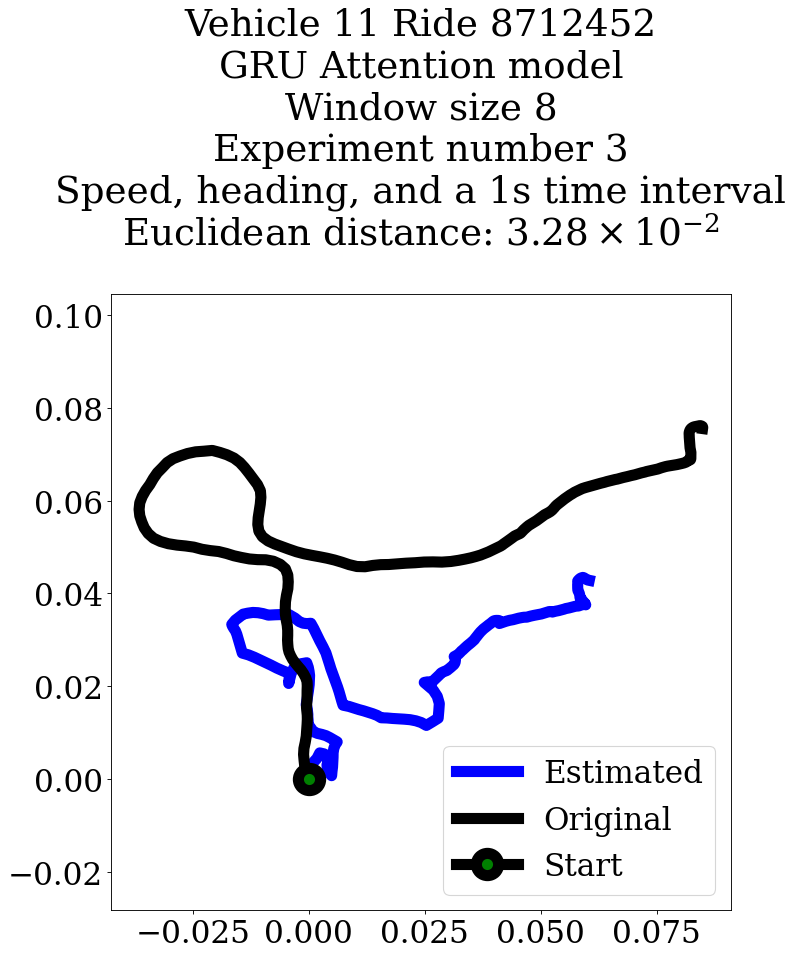 Vehicle 11 Ride 8712452
GRU Attention model
Window size 8
Experiment number 3
Speed, heading, and a 1s time interval
Euclidean distance: 3.28 × 10⁻²
0.10
0.08
0.06
0.04
0.02
0.00
−0.02
−0.025 0.000 0.025 0.050 0.075
Estimated
Original
Start